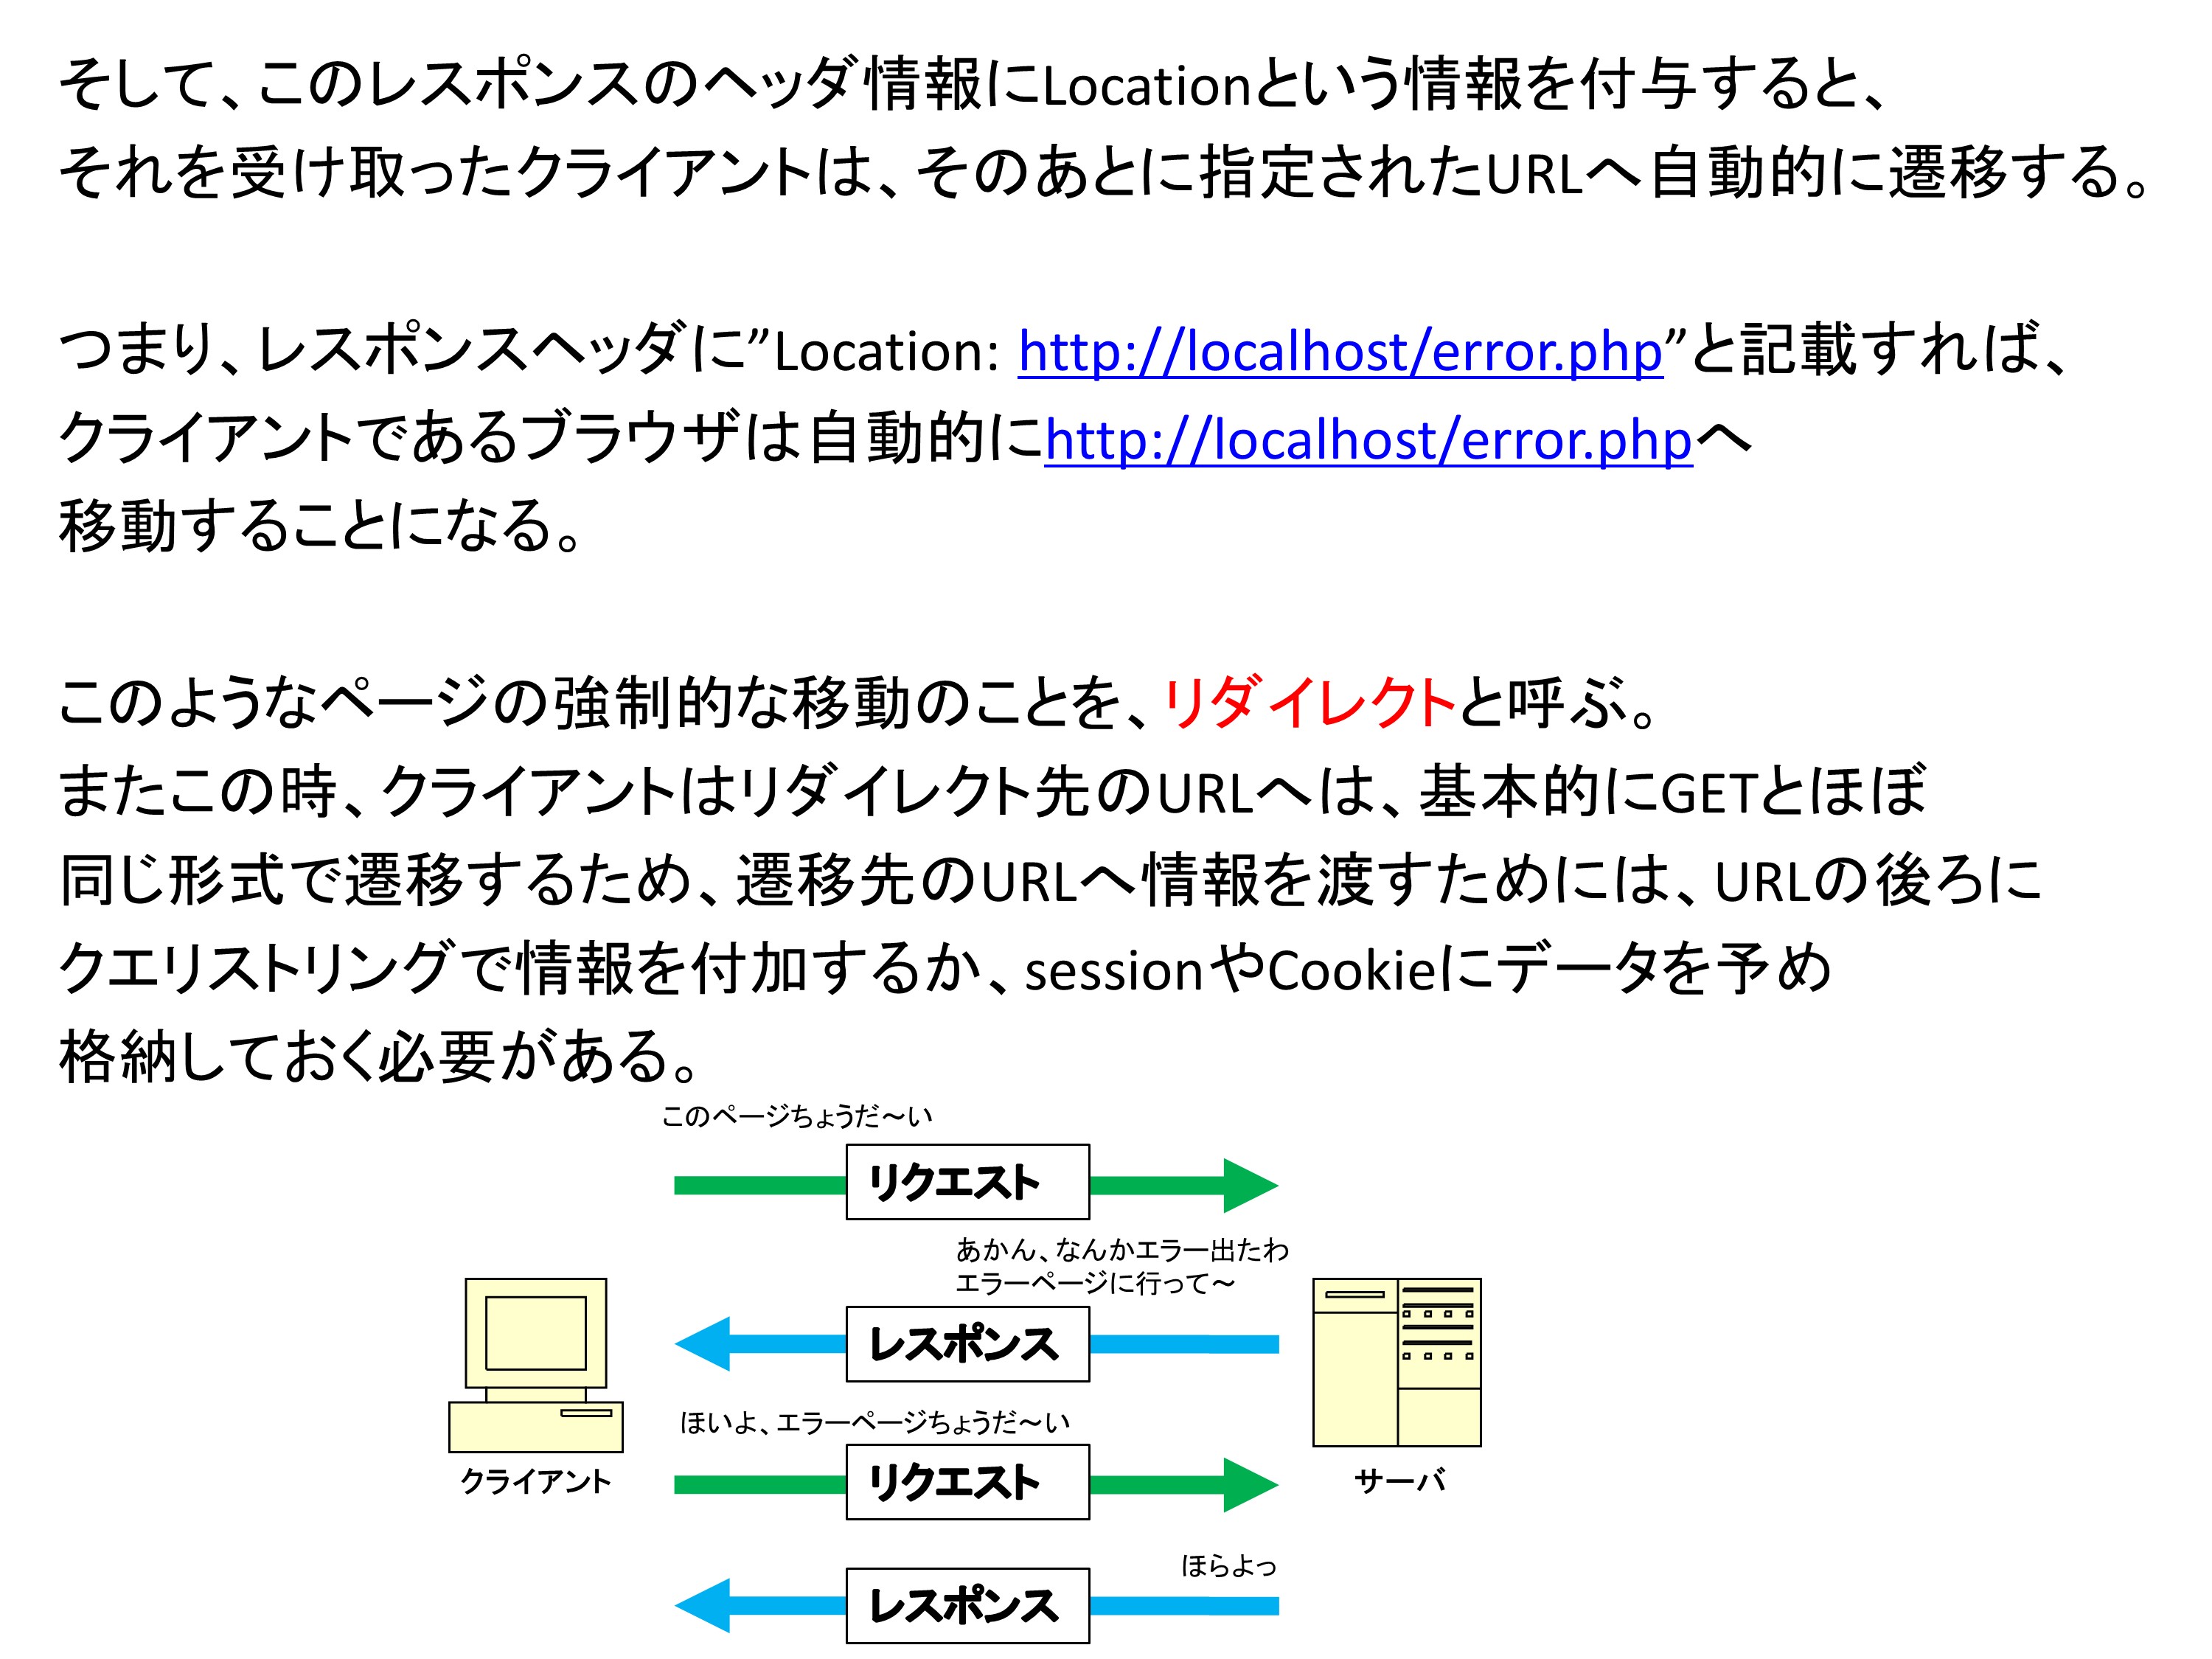 そして、このレスポンスのヘッダ情報にLocationという情報を付与すると、
それを受け取ったクライアントは、そのあとに指定されたURLへ自動的に遷移する。
つまり、レスポンスヘッダに”Location: http://localhost/error.php”と記載すれば、
クライアントであるブラウザは自動的にhttp://localhost/error.phpへ
移動することになる。
このようなページの強制的な移動のことを、リダイレクトと呼ぶ。
またこの時、クライアントはリダイレクト先のURLへは、基本的にGETとほぼ
同じ形式で遷移するため、遷移先のURLへ情報を渡すためには、URLの後ろに
クエリストリングで情報を付加するか、sessionやCookieにデータを予め
格納しておく必要がある。
このページちょうだ～い
リクエスト
あかん、なんかエラー出たわ
エラーページに行って～
レスポンス
ほいよ、エラーページちょうだ～い
リクエスト
クライアント
サーバ
ほらよっ
レスポンス